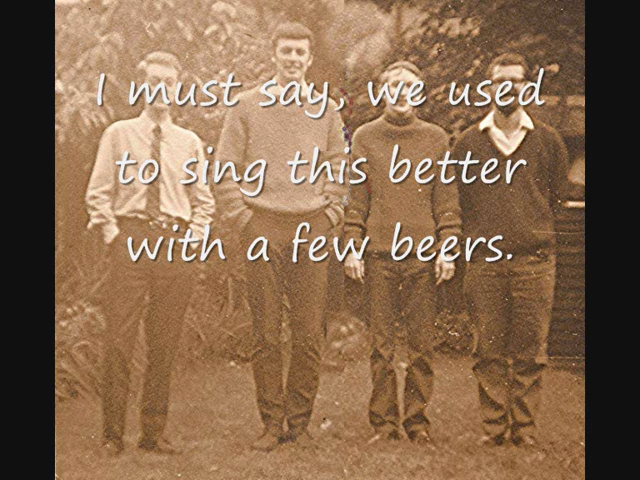 I must say, we used
to sing this better
with a few beers.